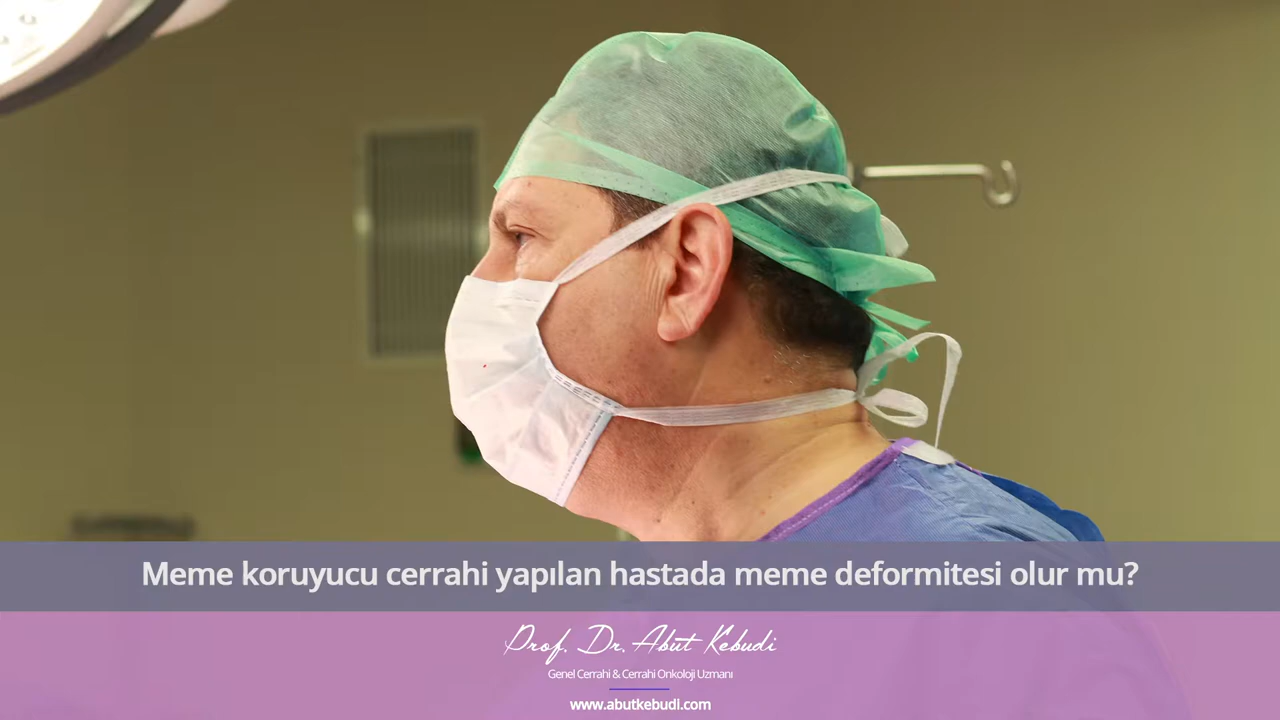 Meme koruyucu cerrahi yapılan hastada meme deformitesi olur mu?
Prof. Dr. Abut Kebudi
Genel Cerrahi & Cerrahi Onkoloji Uzmanı
www.abutkebudi.com